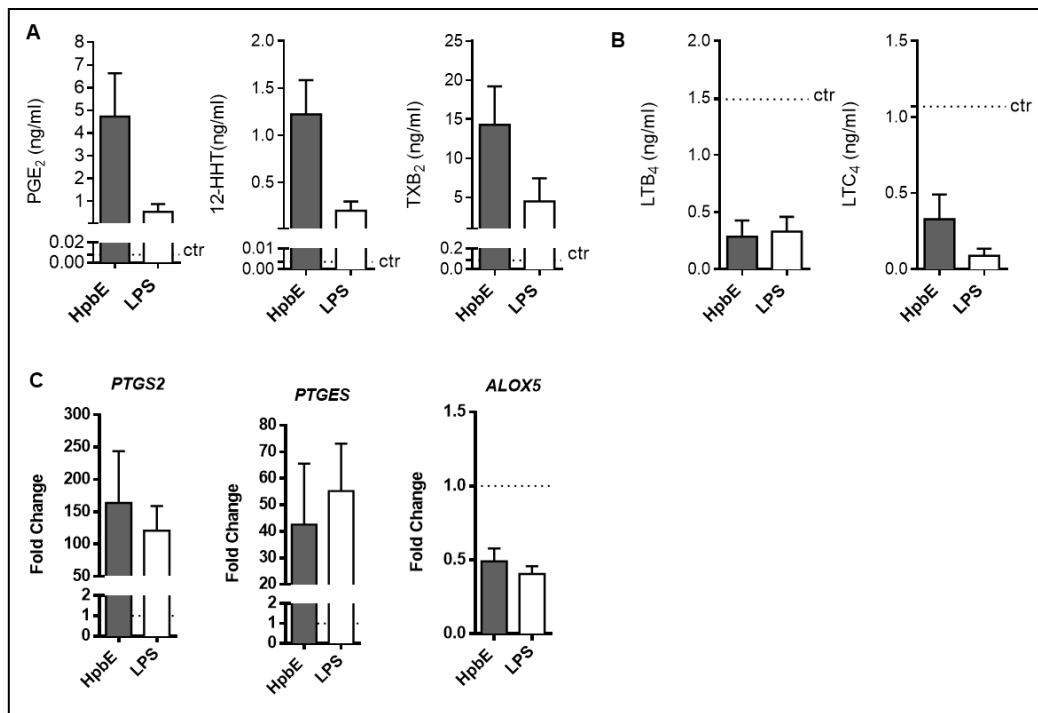 A
PGE2 (ng/ml)
8
7
6
5
4
3
2
1
0.02
0.00
ctr
HpbE
LPS
12-HHT(ng/ml)
2.0
1.5
1.0
0.5
0.01
0.00
ctr
HpbE
LPS
TXB2 (ng/ml)
25
20
15
10
5
0.2
0.0
ctr
HpbE
LPS
B
LTB4 (ng/ml)
2.0
1.5
1.0
0.5
0.0
ctr
HpbE
LPS
LTC4 (ng/ml)
1.5
1.0
0.5
0.0
ctr
HpbE
LPS
C
PTGS2
Fold Change
300
250
200
150
100
50
2
1
0
HpbE
LPS
PTGES
Fold Change
80
70
60
50
40
30
20
2
1
0
HpbE
LPS
ALOX5
Fold Change
1.5
1.0
0.5
0.0
HpbE
LPS